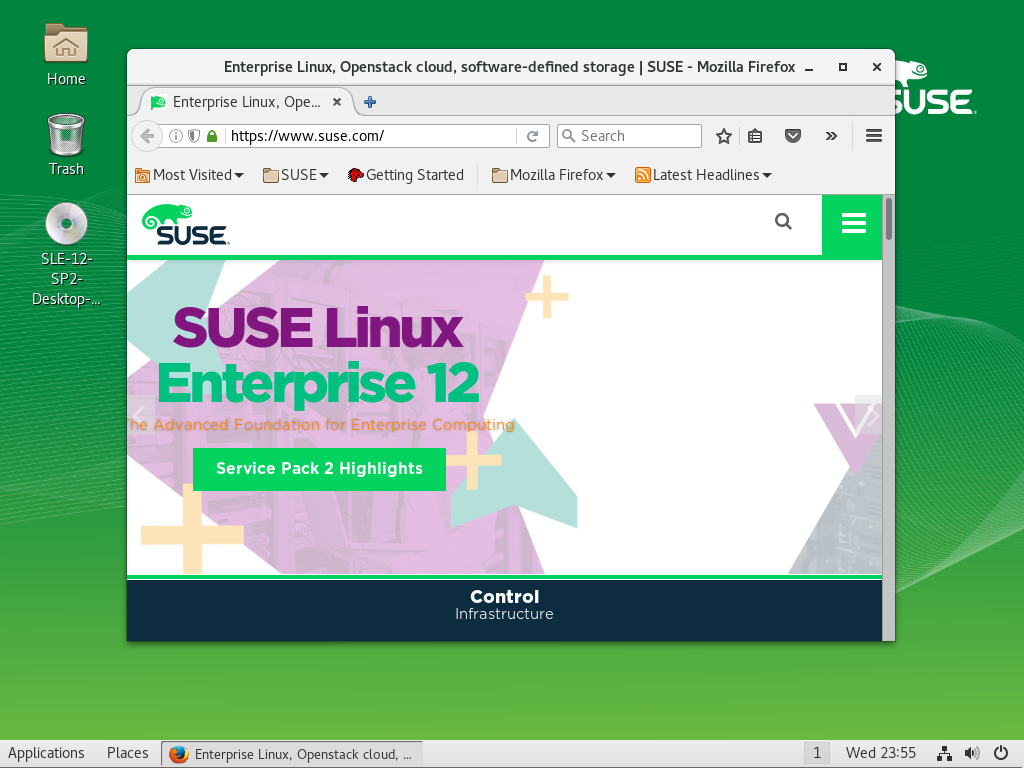 Home
Trash
SLE-12-
SP2-
Desktop-...
SUSE
Enterprise Linux, Openstack cloud, software-defined storage | SUSE - Mozilla Firefox
Enterprise Linux, Ope...
https://www.suse.com/
Search
Most Visited
SUSE
Getting Started
Mozilla Firefox
Latest Headlines
SUSE
SUSE Linux
Enterprise 12
he Advanced Foundation for Enterprise Computing
Service Pack 2 Highlights
Control
Infrastructure
Applications
Places
Enterprise Linux, Openstack cloud, ...
1
Wed 23:55